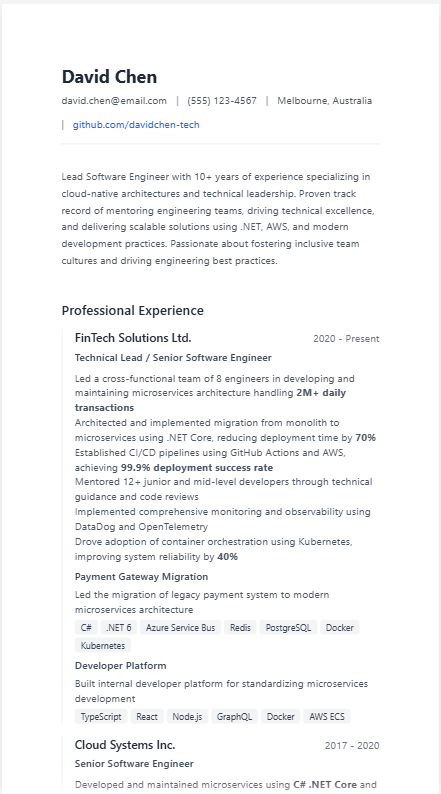 David Chen
david.chen@email.com | (555) 123-4567 | Melbourne, Australia
| github.com/davidchen-tech
Lead Software Engineer with 10+ years of experience specializing in
cloud-native architectures and technical leadership. Proven track
record of mentoring engineering teams, driving technical excellence,
and delivering scalable solutions using .NET, AWS, and modern
development practices. Passionate about fostering inclusive team
cultures and driving engineering best practices.
Professional Experience
FinTech Solutions Ltd. 2020 - Present
Technical Lead / Senior Software Engineer
Led a cross-functional team of 8 engineers in developing and
maintaining microservices architecture handling 2M+ daily
transactions
Architected and implemented migration from monolith to
microservices using .NET Core, reducing deployment time by 70%
Established CI/CD pipelines using GitHub Actions and AWS,
achieving 99.9% deployment success rate
Mentored 12+ junior and mid-level developers through technical
guidance and code reviews
Implemented comprehensive monitoring and observability using
DataDog and OpenTelemetry
Drove adoption of container orchestration using Kubernetes,
improving system reliability by 40%
Payment Gateway Migration
Led the migration of legacy payment system to modern
microservices architecture
C# .NET 6 Azure Service Bus Redis PostgreSQL Docker
Kubernetes
Developer Platform
Built internal developer platform for standardizing microservices
development
TypeScript React Node.js GraphQL Docker AWS ECS
Cloud Systems Inc. 2017 - 2020
Senior Software Engineer
Developed and maintained microservices using C# .NET Core and